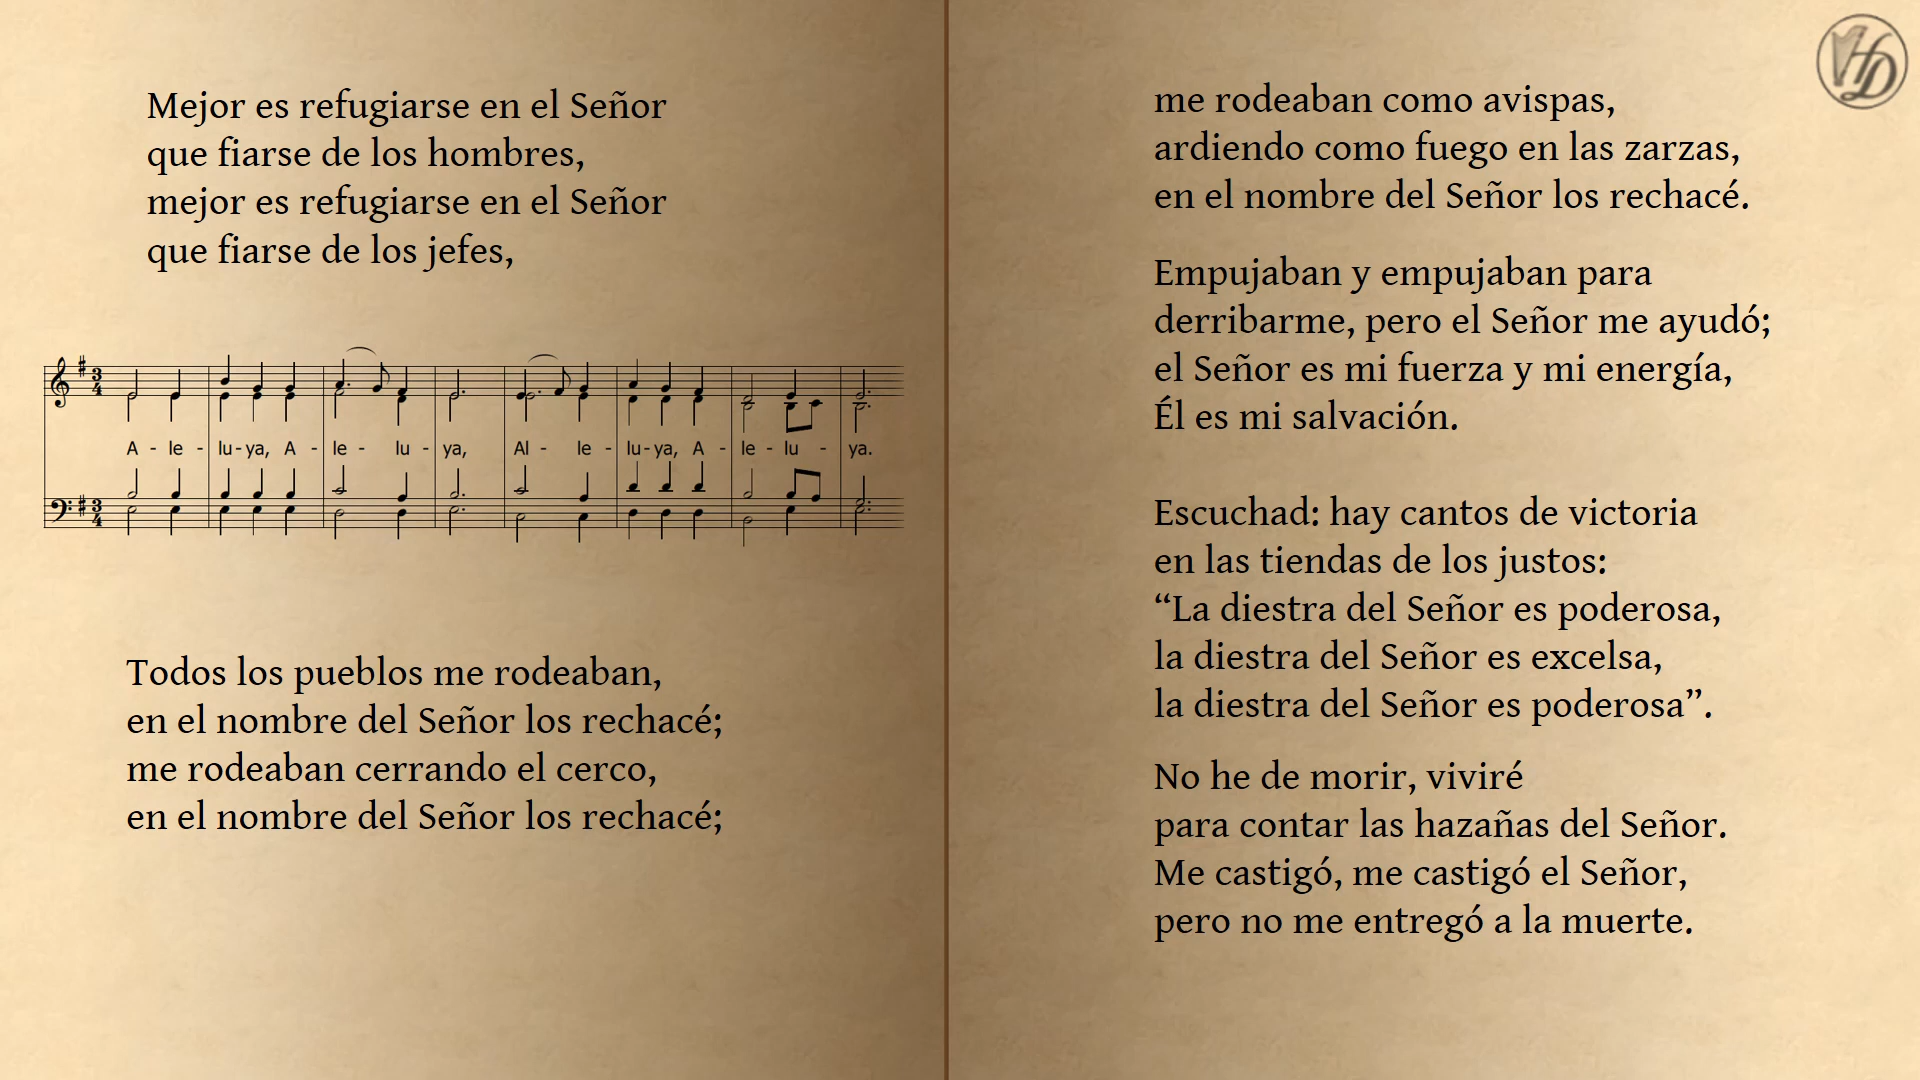 Mejor es refugiarse en el Señor
que fiarse de los hombres,
mejor es refugiarse en el Señor
que fiarse de los jefes,
3
4
A - le - lu - ya, A - le - lu - ya, Al - le - lu - ya, A - le - lu - ya.
3
4
Todos los pueblos me rodeaban,
en el nombre del Señor los rechacé;
me rodeaban cerrando el cerco,
en el nombre del Señor los rechacé;
HD
me rodeaban como avispas,
ardiendo como fuego en las zarzas,
en el nombre del Señor los rechacé.
Empujaban y empujaban para
derribarme, pero el Señor me ayudó;
el Señor es mi fuerza y mi energía,
Él es mi salvación.
Escuchad: hay cantos de victoria
en las tiendas de los justos:
“La diestra del Señor es poderosa,
la diestra del Señor es excelsa,
la diestra del Señor es poderosa”.
No he de morir, viviré
para contar las hazañas del Señor.
Me castigó, me castigó el Señor,
pero no me entregó a la muerte.